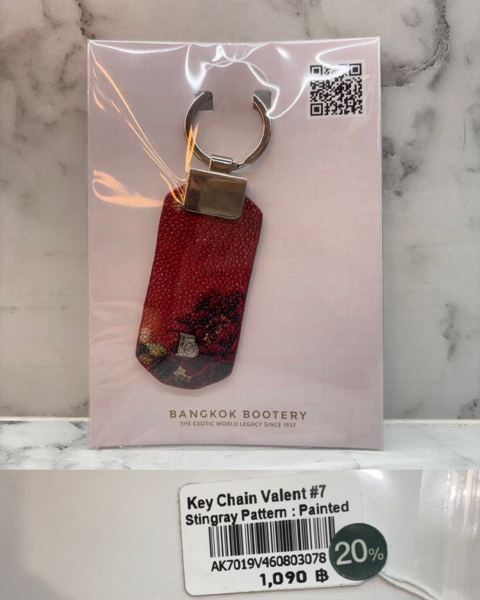 BANGKOK BOOTERY
THE EXOTIC WORLD LEGACY SINCE 1937
Key Chain Valent #7
Stingray Pattern : Painted
AK7019V460803078
1,090 ฿
20%